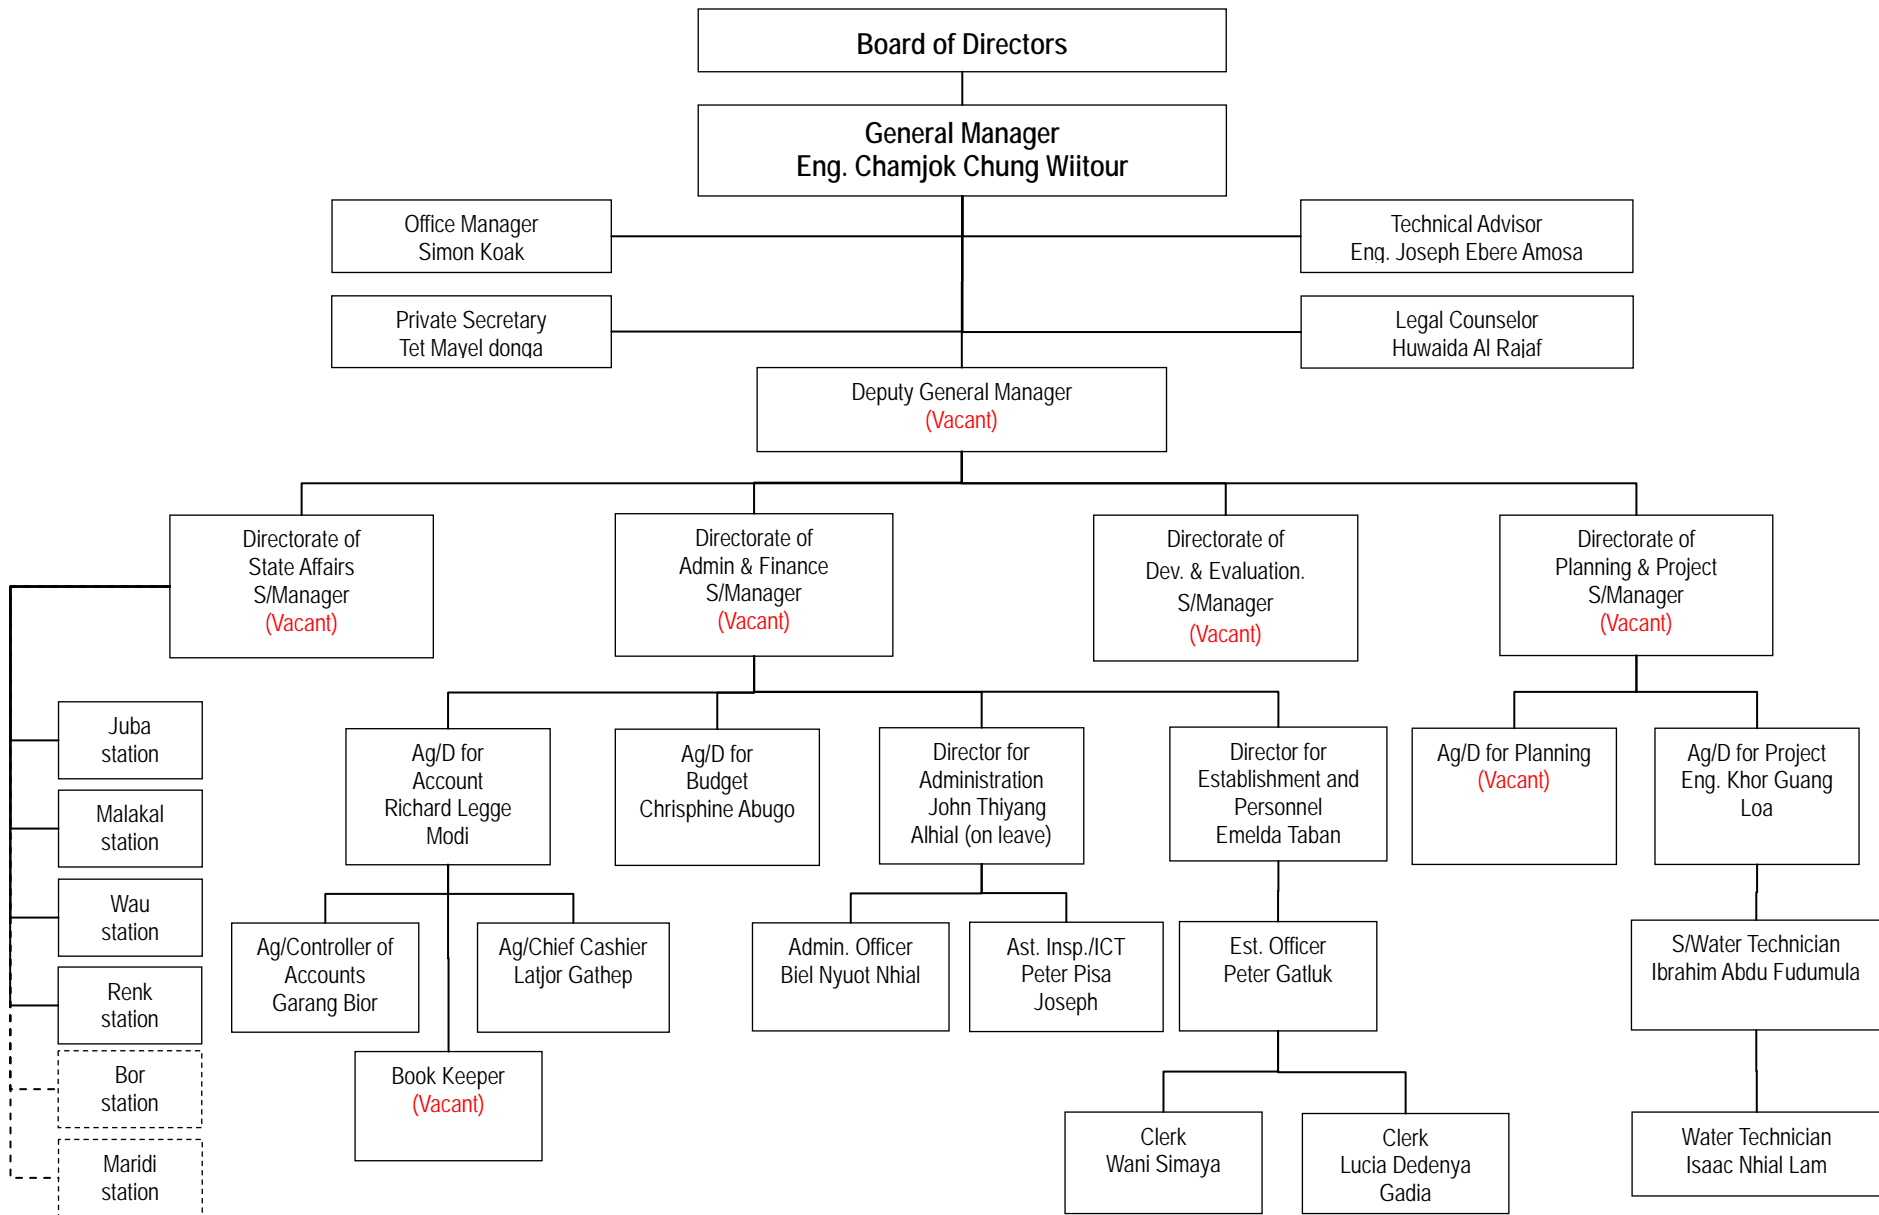 Board of Directors
General Manager
Eng. Chamjok Chung Wiitour
Office Manager
Simon Koak
Technical Advisor
Eng. Joseph Ebere Amosa
Private Secretary
Tet Mayel donga
Legal Counselor
Huwaida Al Rajaf
Deputy General Manager
(Vacant)
Directorate of
State Affairs
S/Manager
(Vacant)
Directorate of
Admin & Finance
S/Manager
(Vacant)
Directorate of
Dev. & Evaluation.
S/Manager
(Vacant)
Directorate of
Planning & Project
S/Manager
(Vacant)
Juba
station
Malakal
station
Wau
station
Renk
station
Bor
station
Maridi
station
Ag/D for
Account
Richard Legge
Modi
Ag/D for
Budget
Chrisphine Abugo
Director for
Administration
John Thiyang
Alhial (on leave)
Director for
Establishment and
Personnel
Emelda Taban
Ag/D for Planning
(Vacant)
Ag/D for Project
Eng. Khor Guang
Loa
Ag/Controller of
Accounts
Garang Bior
Ag/Chief Cashier
Latjor Gathep
Book Keeper
(Vacant)
Admin. Officer
Biel Nyuot Nhial
Ast. Insp./ICT
Peter Pisa
Joseph
Est. Officer
Peter Gatluk
Clerk
Wani Simaya
Clerk
Lucia Dedenya
Gadia
S/Water Technician
Ibrahim Abdu Fudumula
Water Technician
Isaac Nhial Lam